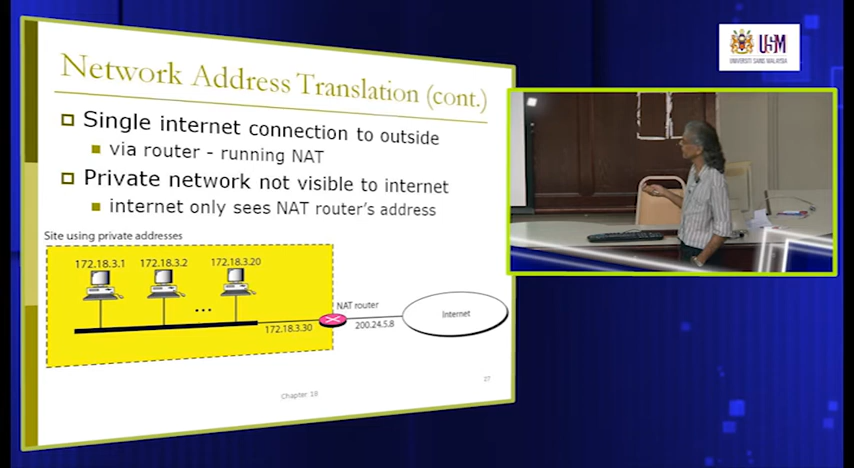 Network Address Translation (cont.)
Single internet connection to outside
via router - running NAT
Private network not visible to internet
internet only sees NAT router's address
Site using private addresses
172.18.3.1 172.18.3.2 172.18.3.20
...
NAT router
172.18.3.30
200.24.5.8
Internet
Chapter 18
27
USM
UNIVERSITI SAINS MALAYSIA